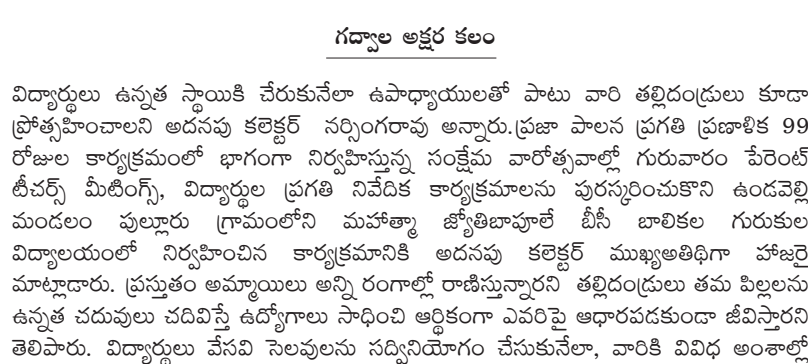 గద్వాల అక్షర కలం
విద్యార్థులు ఉన్నత స్థాయికి చేరుకునేలా ఉపాధ్యాయులతో పాటు వారి తల్లిదండ్రులు కూడా
ప్రోత్సహించాలని అదనపు కలెక్టర్ నర్సింగరావు అన్నారు.ప్రజా పాలన ప్రగతి ప్రణాళిక 99
రోజుల కార్యక్రమంలో భాగంగా నిర్వహిస్తున్న సంక్షేమ వారోత్సవాల్లో గురువారం పేరెంట్
టీచర్స్ మీటింగ్స్, విద్యార్థుల ప్రగతి నివేదిక కార్యక్రమాలను పురస్కరించుకొని ఉండవెల్లి
మండలం పుల్లూరు గ్రామంలోని మహాత్మా జ్యోతిబాపూలే బీసీ బాలికల గురుకుల
విద్యాలయంలో నిర్వహించిన కార్యక్రమానికి అదనపు కలెక్టర్ ముఖ్యఅతిథిగా హాజరై
మాట్లాడారు. ప్రస్తుతం అమ్మాయిలు అన్ని రంగాల్లో రాణిస్తున్నారని తల్లిదండ్రులు తమ పిల్లలను
ఉన్నత చదువులు చదివిస్తే ఉద్యోగాలు సాధించి ఆర్థికంగా ఎవరిపై ఆధారపడకుండా జీవిస్తారని
తెలిపారు. విద్యార్థులు వేసవి సెలవులను సద్వినియోగం చేసుకునేలా, వారికి వివిధ అంశాల్లో